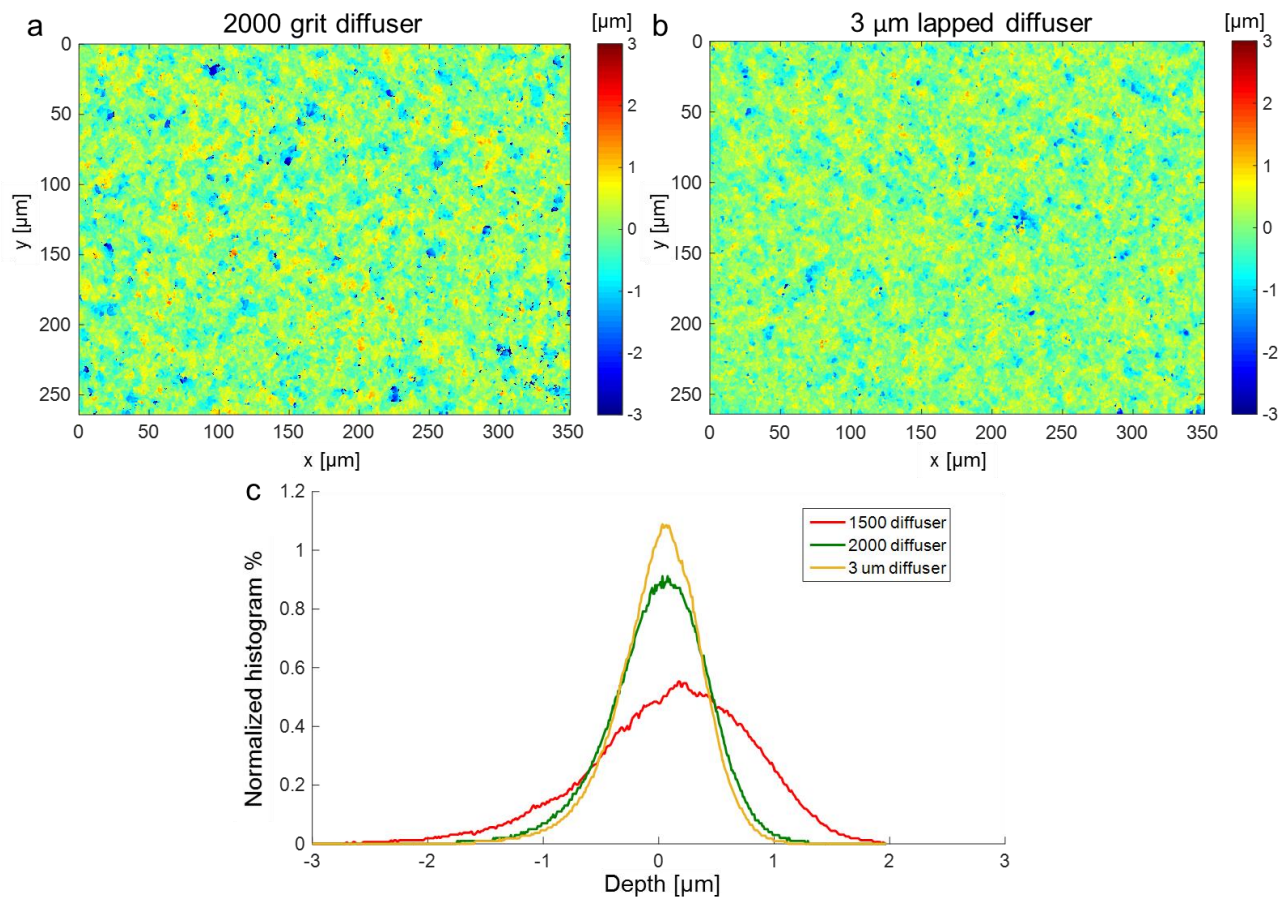 a
2000 grit diffuser
[µm]
0
50
100
150
200
250
y [µm]
0 50 100 150 200 250 300 350
x [µm]
3
2
1
0
-1
-2
-3
b
3 µm lapped diffuser
[µm]
0
50
100
150
200
250
y [µm]
0 50 100 150 200 250 300 350
x [µm]
3
2
1
0
-1
-2
-3
c
1.2
1
0.8
0.6
0.4
0.2
0
Normalized histogram %
1500 diffuser
2000 diffuser
3 um diffuser
-3 -2 -1 0 1 2 3
Depth [µm]